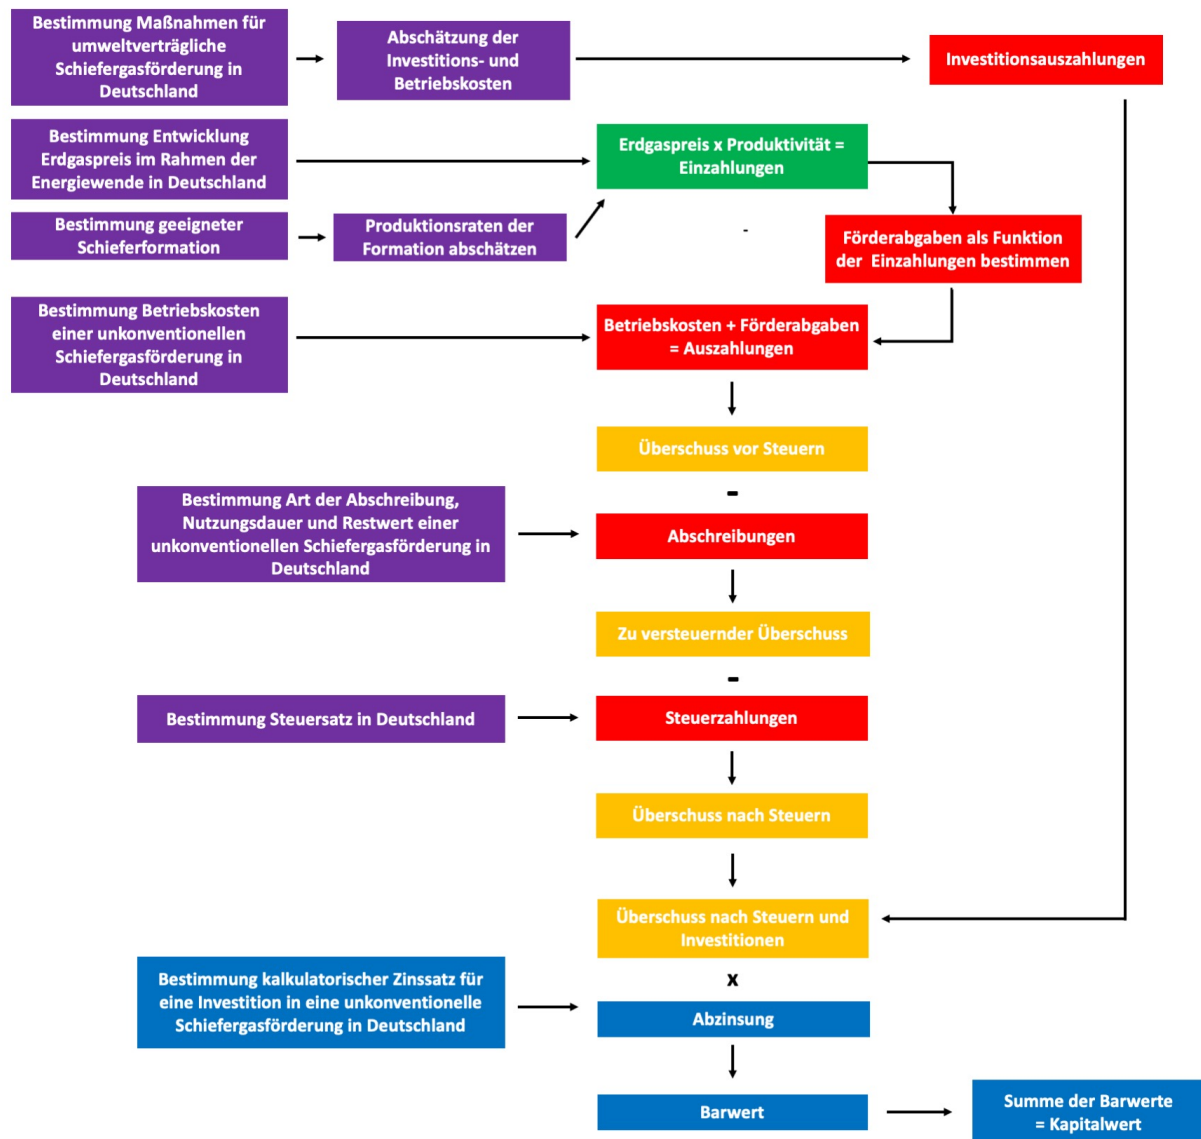 Bestimmung Maßnahmen für
umweltverträgliche
Schiefergasförderung in
Deutschland
Abschätzung der
Investitions- und
Betriebskosten
Investitionsauszahlungen
Bestimmung Entwicklung
Erdgaspreis im Rahmen der
Energiewende in Deutschland
Erdgaspreis x Produktivität =
Einzahlungen
Bestimmung geeigneter
Schieferformation
Produktionsraten der
Formation abschätzen
-
Förderabgaben als Funktion
der Einzahlungen bestimmen
Bestimmung Betriebskosten
einer unkonventionellen
Schiefergasförderung in
Deutschland
Betriebskosten + Förderabgaben
= Auszahlungen
Überschuss vor Steuern
-
Bestimmung Art der Abschreibung,
Nutzungsdauer und Restwert einer
unkonventionellen Schiefergasförderung in
Deutschland
Abschreibungen
Zu versteuernder Überschuss
-
Bestimmung Steuersatz in Deutschland
Steuerzahlungen
Überschuss nach Steuern
Überschuss nach Steuern und
Investitionen
x
Bestimmung kalkulatorischer Zinssatz für
eine Investition in eine unkonventionelle
Schiefergasförderung in Deutschland
Abzinsung
Barwert
Summe der Barwerte
= Kapitalwert